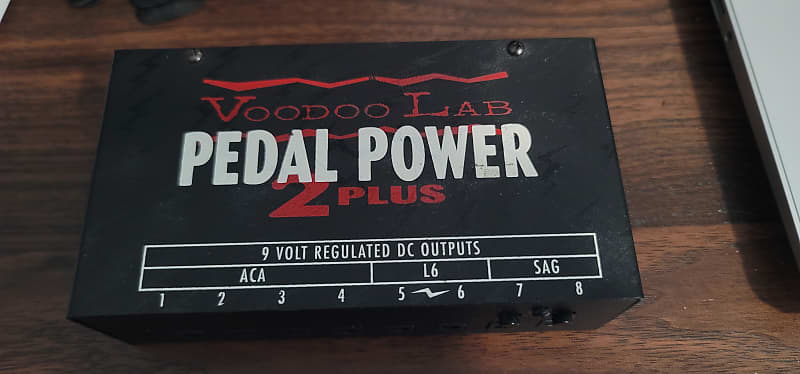 VOODOO LAB
PEDAL POWER
2 PLUS
9 VOLT REGULATED DC OUTPUTS
ACA L6 SAG
1 2 3 4 5 6 7 8